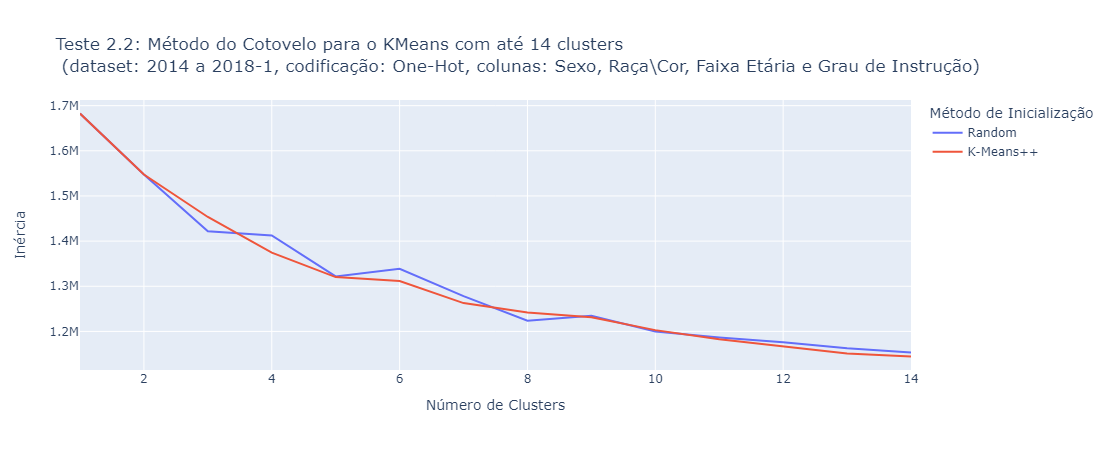 Teste 2.2: Método do Cotovelo para o KMeans com até 14 clusters
(dataset: 2014 a 2018-1, codificação: One-Hot, colunas: Sexo, Raça\Cor, Faixa Etária e Grau de Instrução)
Método de Inicialização
Random
K-Means++
Inércia
1.7M
1.6M
1.5M
1.4M
1.3M
1.2M
2 4 6 8 10 12 14
Número de Clusters